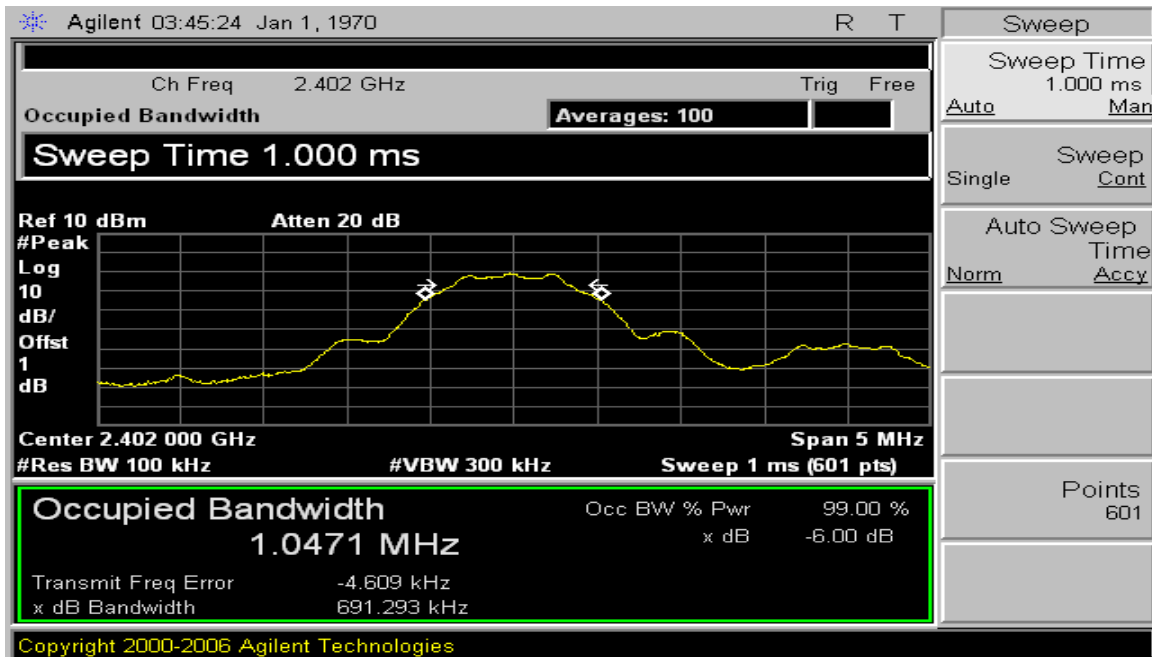 Agilent 03:45:24 Jan 1, 1970 R T
Sweep
Ch Freq 2.402 GHz Trig Free
Occupied Bandwidth Averages: 100
Sweep Time 1.000 ms
Ref 10 dBm Atten 20 dB
#Peak
Log
10
dB/
Offst
1
dB
Center 2.402 000 GHz Span 5 MHz
#Res BW 100 kHz #VBW 300 kHz Sweep 1 ms (601 pts)
Occupied Bandwidth
1.0471 MHz
Occ BW % Pwr 99.00 %
x dB -6.00 dB
Transmit Freq Error -4.609 kHz
x dB Bandwidth 691.293 kHz
Copyright 2000-2006 Agilent Technologies
Sweep Time
1.000 ms
Auto Man
Sweep
Single Cont
Auto Sweep
Time
Norm Accy
Points
601